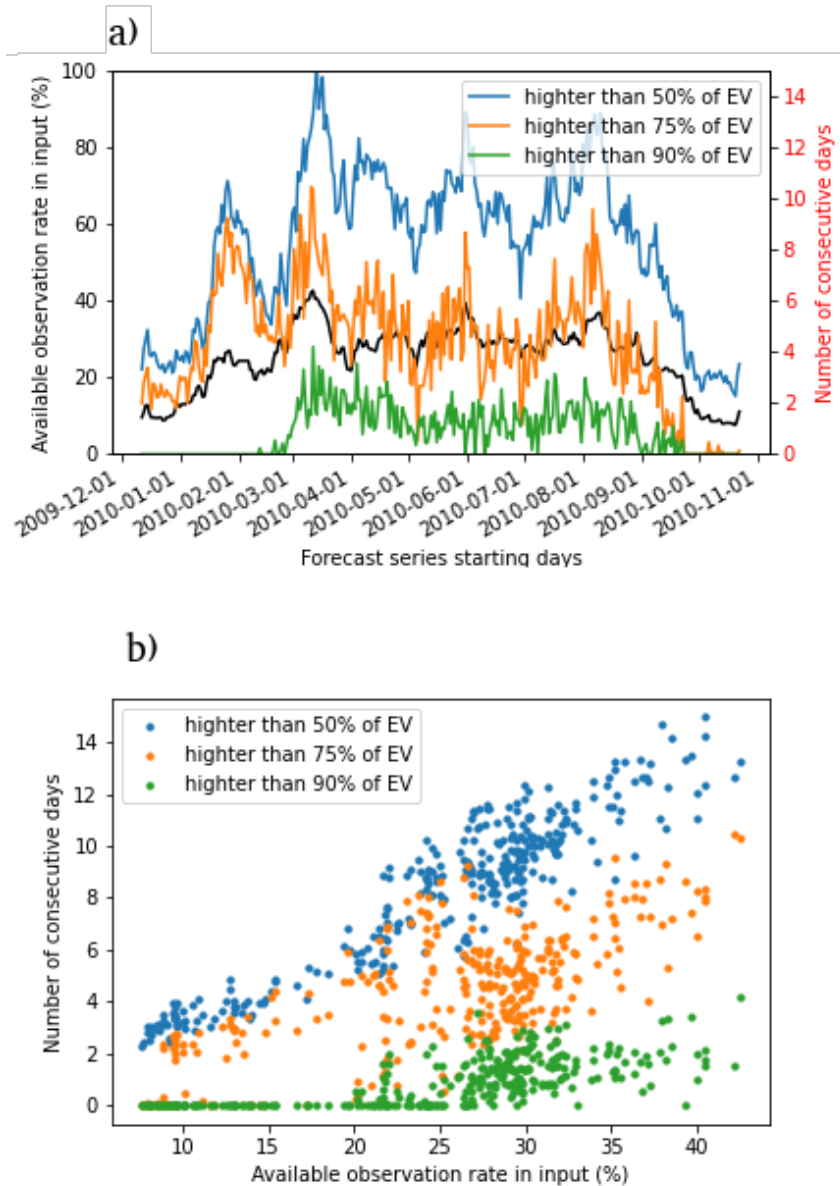 a)
100
80
60
40
20
0
Available observation rate in input (%)
highter than 50% of EV
highter than 75% of EV
highter than 90% of EV
14
12
10
8
6
4
2
0
Number of consecutive days
2009-12-01
2010-01-01
2010-02-01
2010-03-01
2010-04-01
2010-05-01
2010-06-01
2010-07-01
2010-08-01
2010-09-01
2010-10-01
2010-11-01
Forecast series starting days
b)
highter than 50% of EV
highter than 75% of EV
highter than 90% of EV
14
12
10
8
6
4
2
0
Number of consecutive days
10 15 20 25 30 35 40
Available observation rate in input (%)